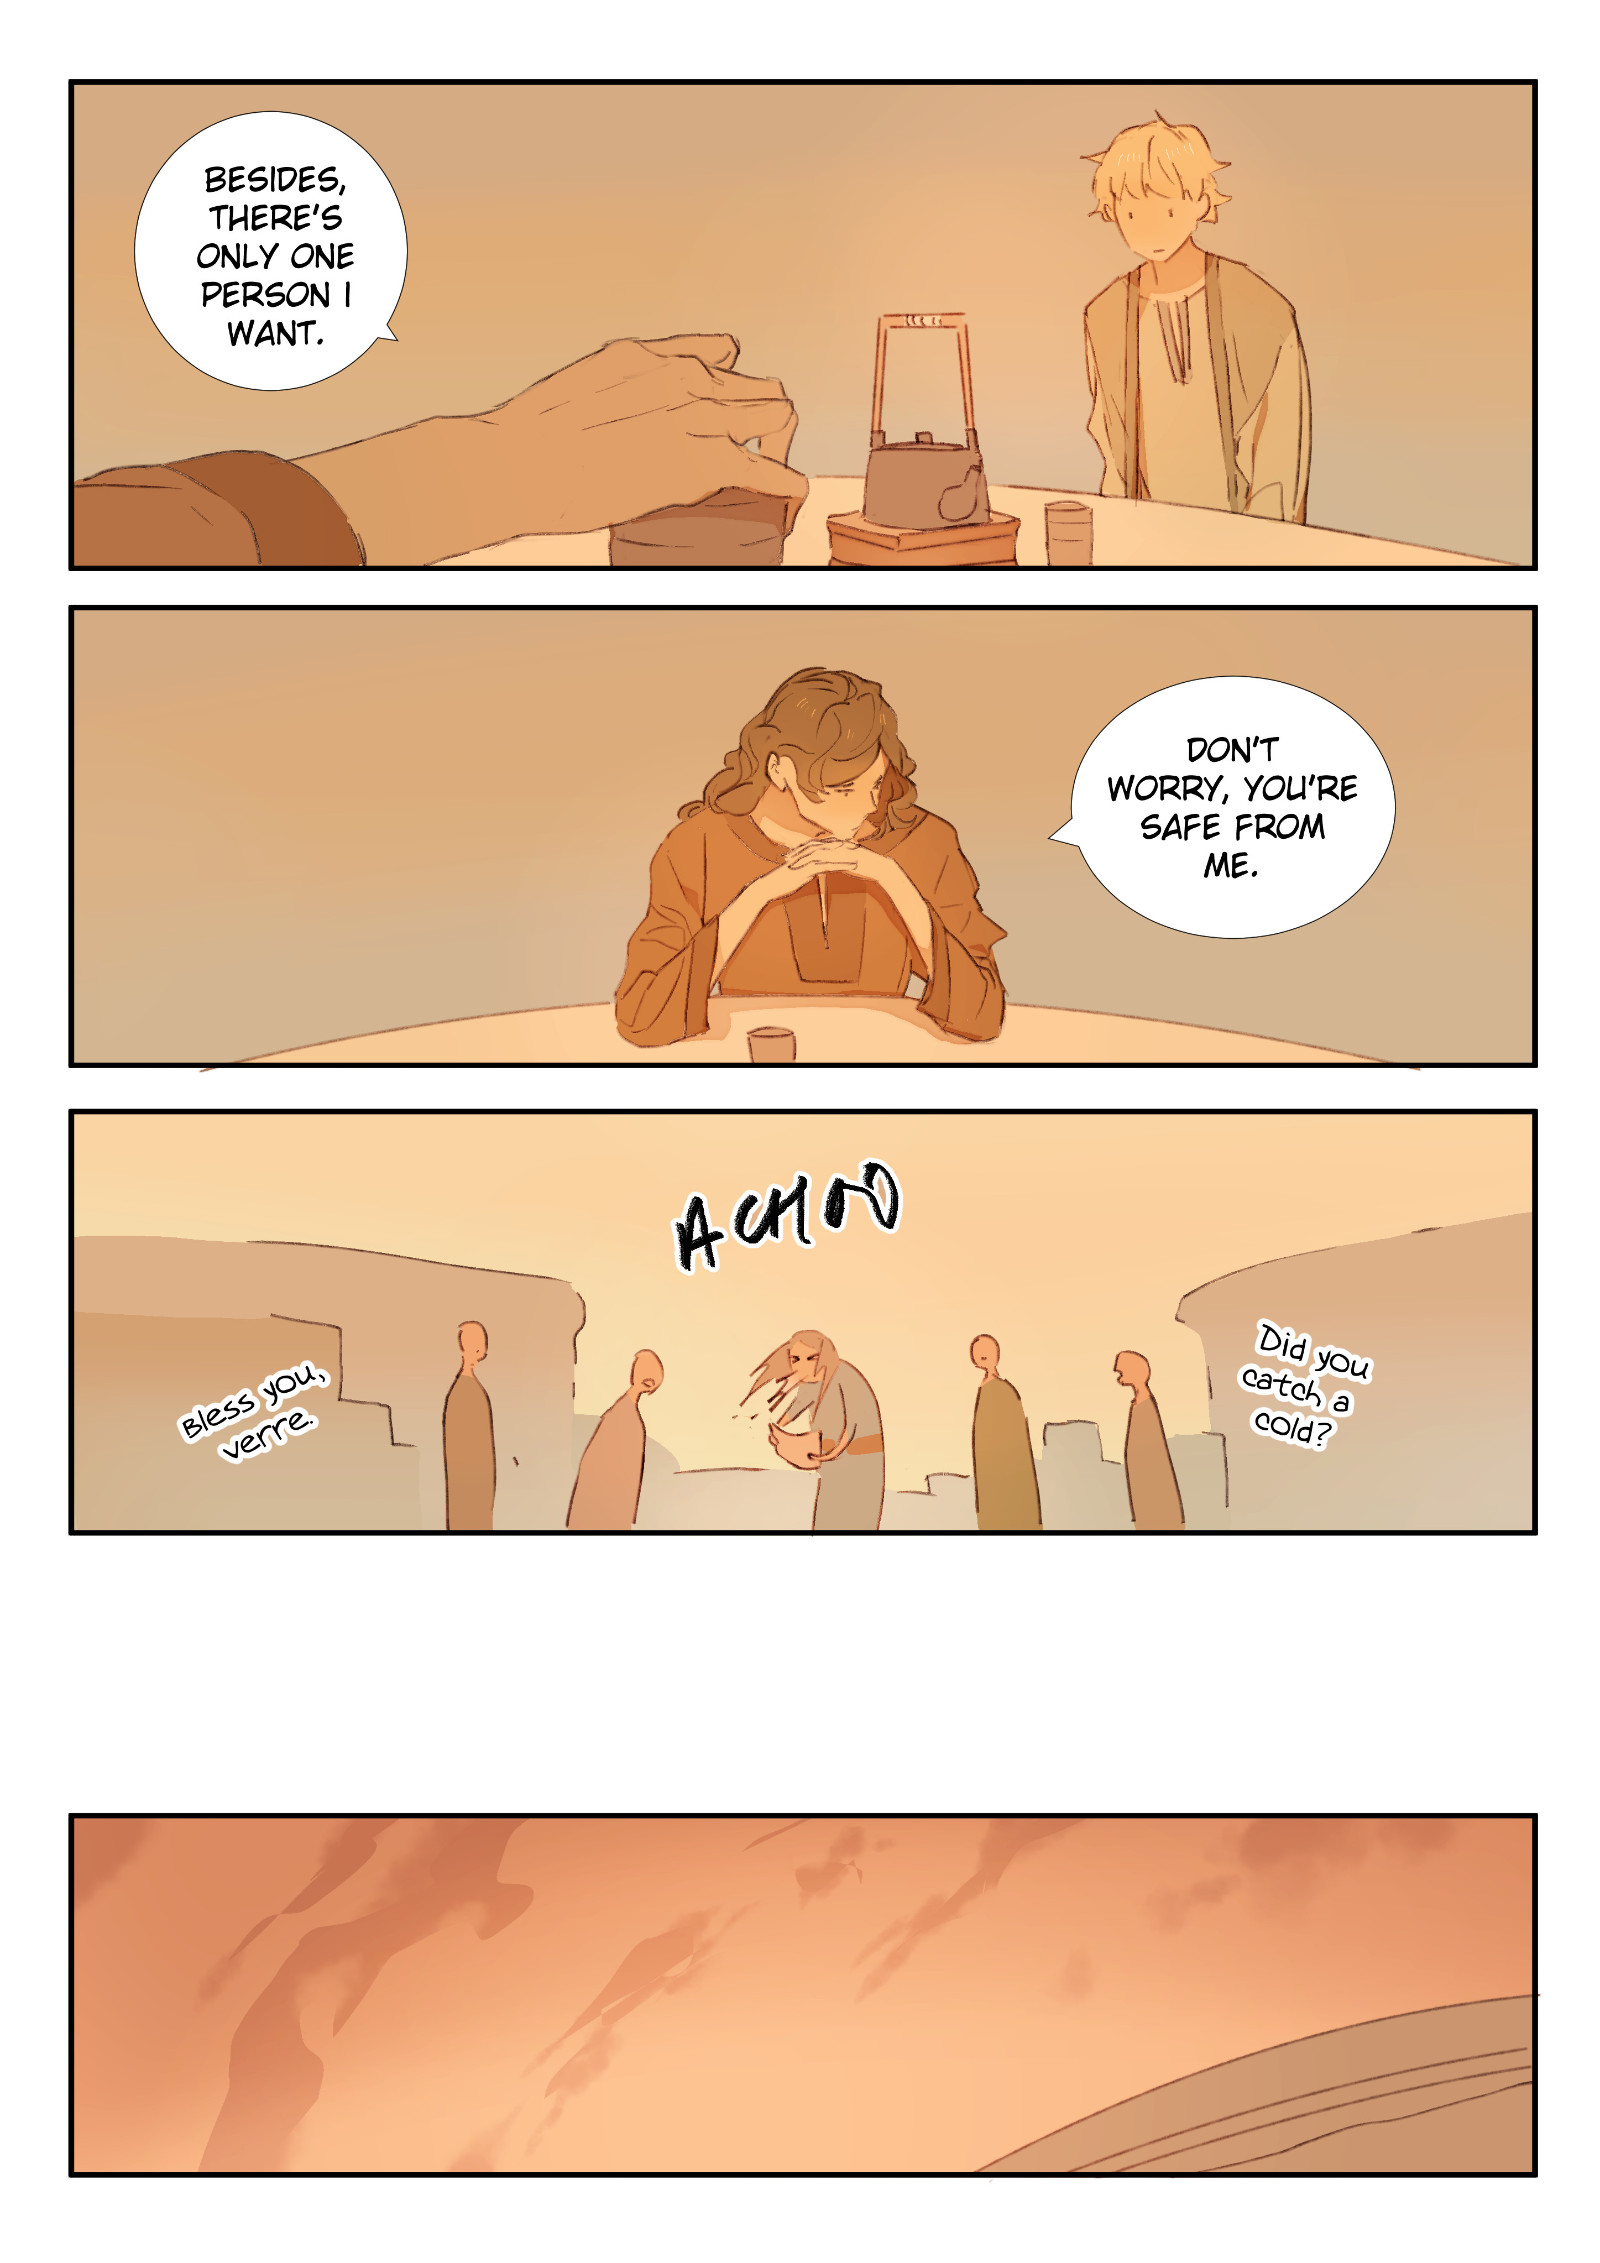 BESIDES,
THERE'S
ONLY ONE
PERSON I
WANT.
DON'T
WORRY, YOU'RE
SAFE FROM
ME.
ACHOO
Bless you,
verre.
Did you
catch a
cold?